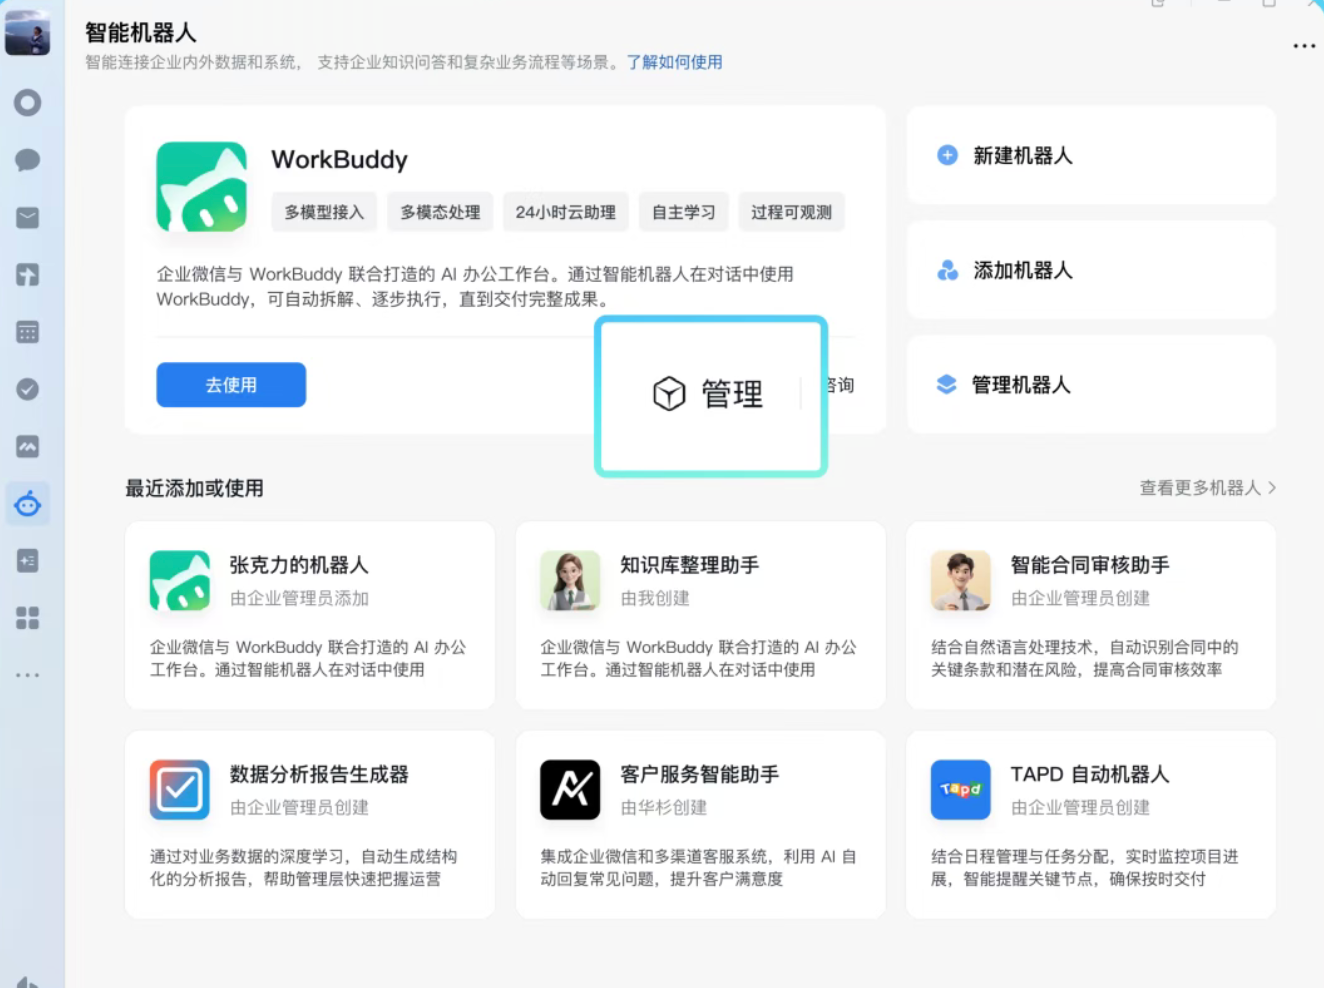 智能机器人
智能连接企业内外数据和系统，支持企业知识问答和复杂业务流程等场景。了解如何使用
WorkBuddy
多模型接入
多模态处理
24小时云助理
自主学习
过程可观测
企业微信与 WorkBuddy 联合打造的 AI 办公工作台。通过智能机器人在对话中使用
WorkBuddy，可自动拆解、逐步执行，直到交付完整成果。
去使用
管理
咨询
新建机器人
添加机器人
管理机器人
最近添加或使用
查看更多机器人
张克力的机器人
由企业管理员添加
企业微信与 WorkBuddy 联合打造的 AI 办公
工作台。通过智能机器人在对话中使用
知识库整理助手
由我创建
企业微信与 WorkBuddy 联合打造的 AI 办公
工作台。通过智能机器人在对话中使用
智能合同审核助手
由企业管理员创建
结合自然语言处理技术，自动识别合同中的
关键条款和潜在风险，提高合同审核效率
数据分析报告生成器
由企业管理员创建
通过对业务数据的深度学习，自动生成结构
化的分析报告，帮助管理层快速把握运营
客户服务智能助手
由华杉创建
集成企业微信和多渠道客服系统，利用 AI 自
动回复常见问题，提升客户满意度
Tapd
TAPD 自动机器人
由企业管理员创建
结合日程管理与任务分配，实时监控项目进
展，智能提醒关键节点，确保按时交付